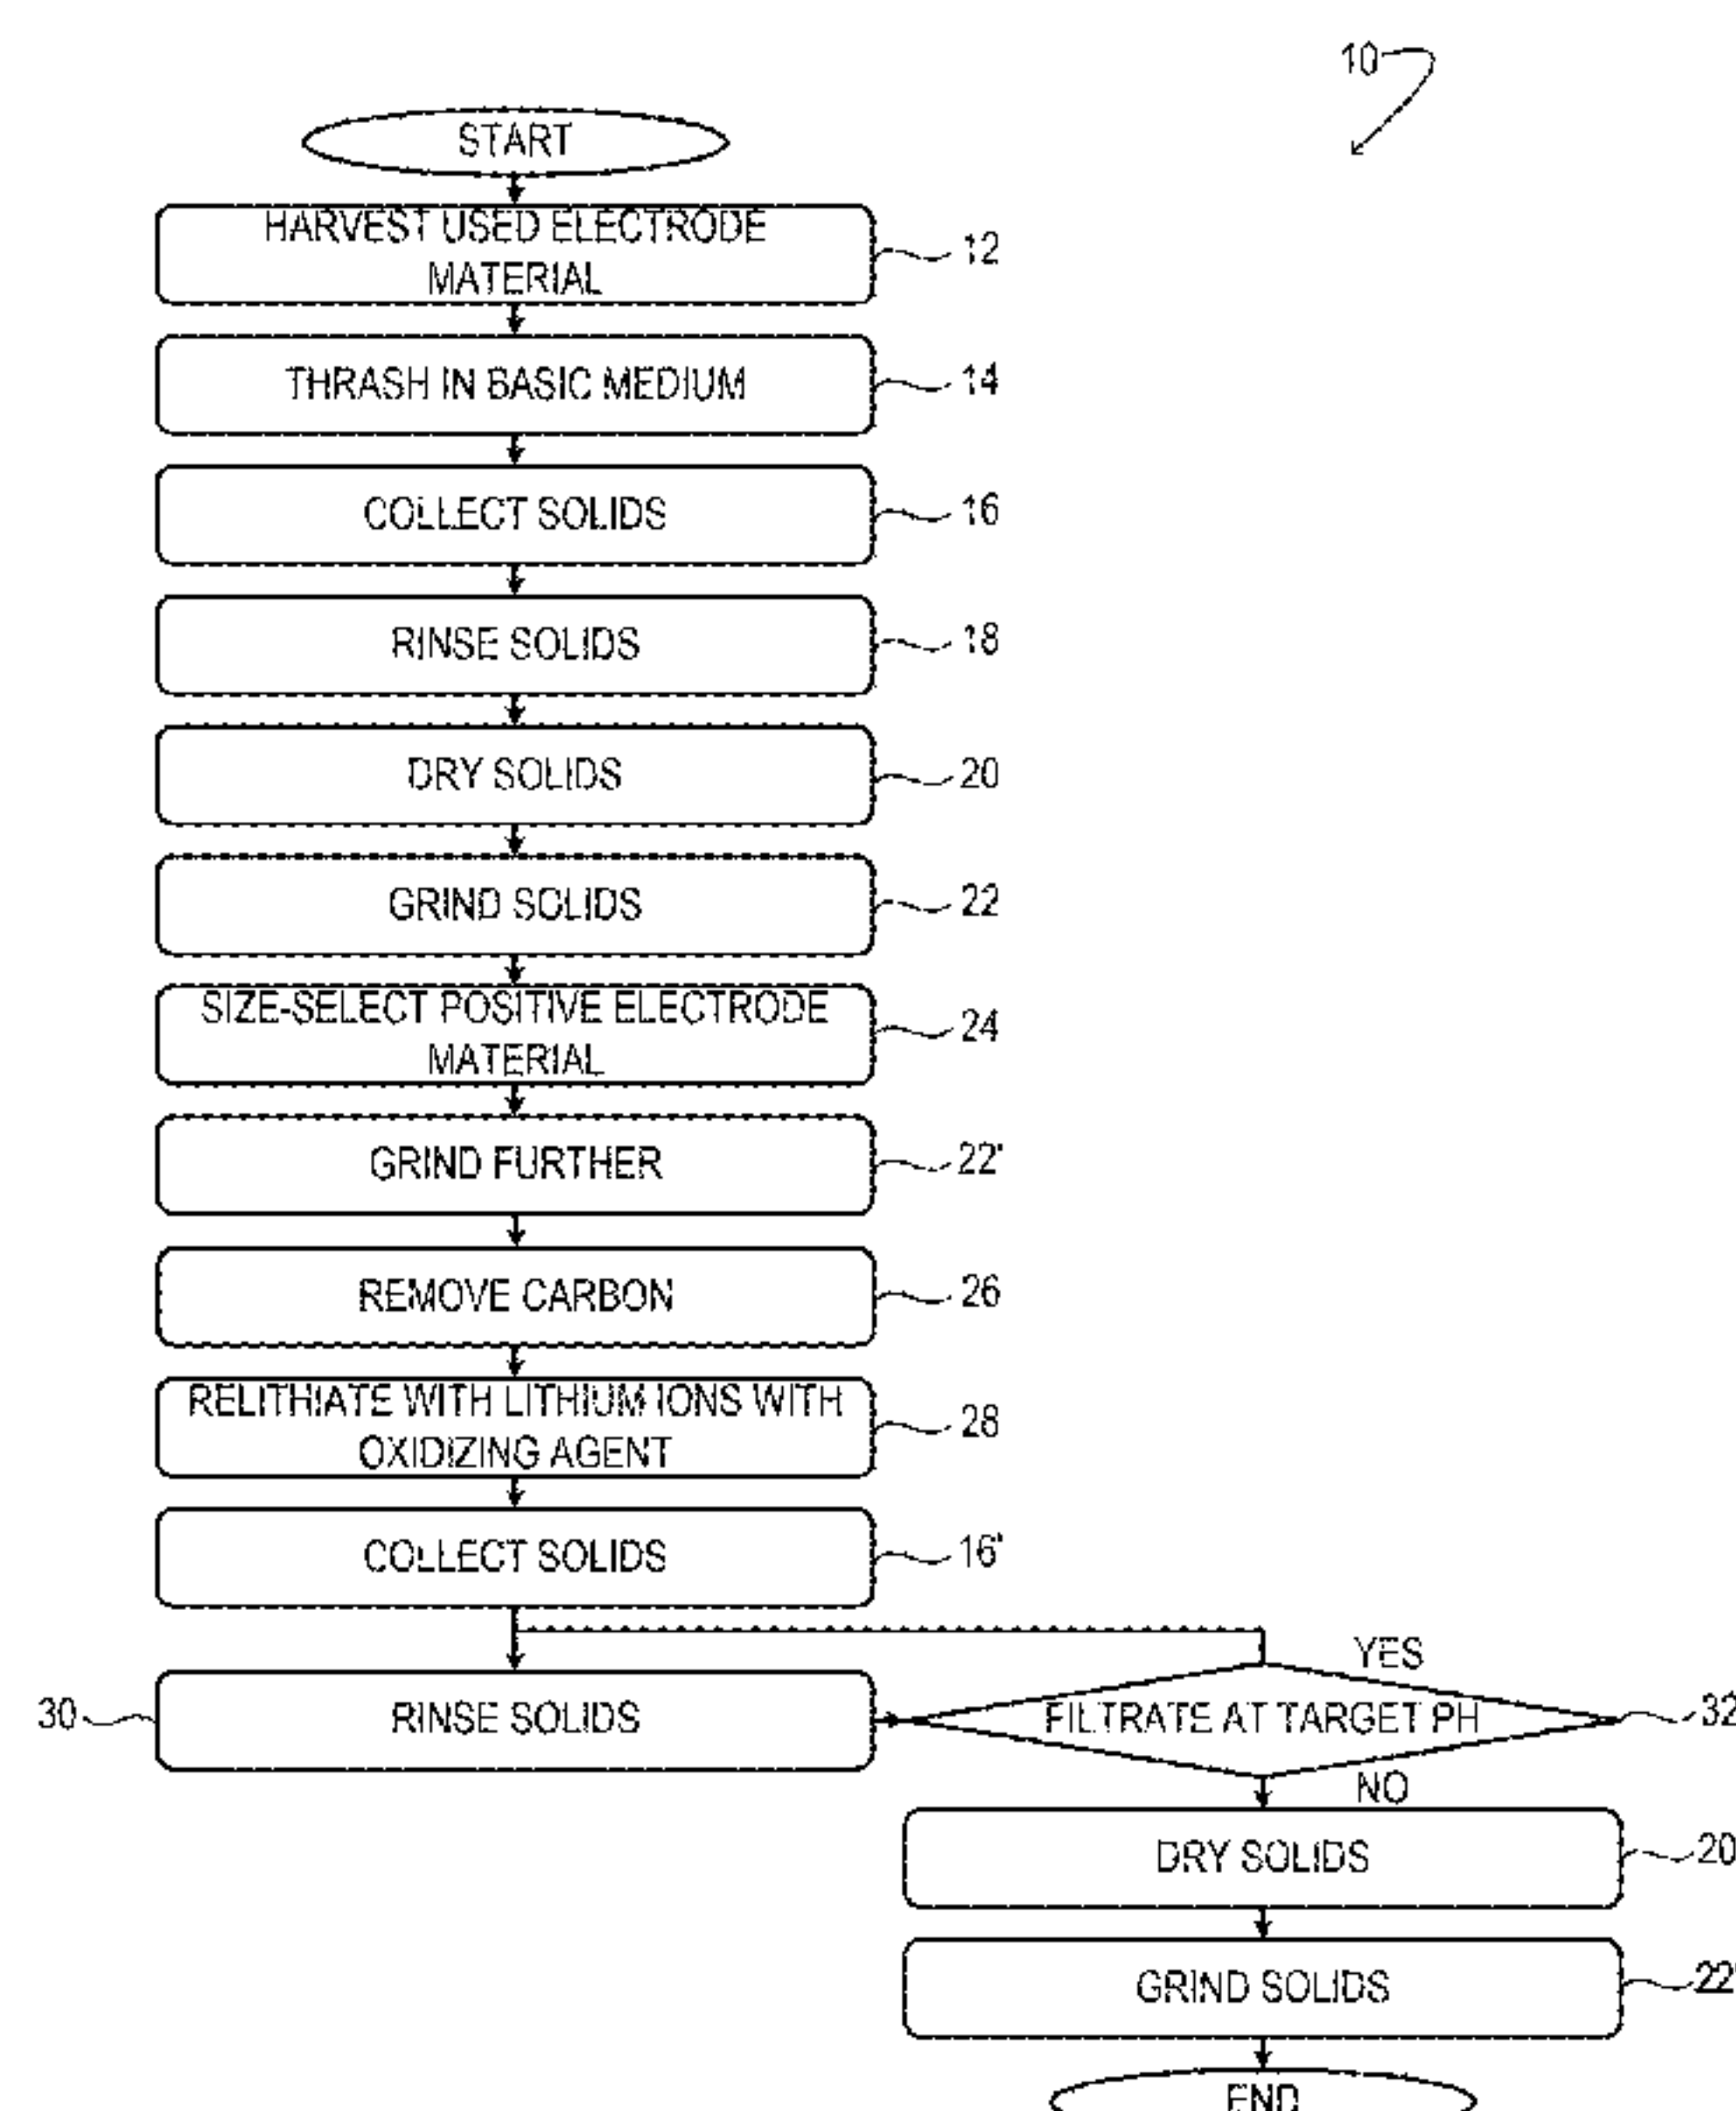 10
START
HARVEST USED ELECTRODE
MATERIAL
12
THRASH IN BASIC MEDIUM
14
COLLECT SOLIDS
16
RINSE SOLIDS
18
DRY SOLIDS
20
GRIND SOLIDS
22
SIZE-SELECT POSITIVE ELECTRODE
MATERIAL
24
GRIND FURTHER
22'
REMOVE CARBON
26
RELITHIATE WITH LITHIUM IONS WITH
OXIDIZING AGENT
28
COLLECT SOLIDS
16'
30
RINSE SOLIDS
YES
FILTRATE AT TARGET PH
32
NO
DRY SOLIDS
20
GRIND SOLIDS
22
END